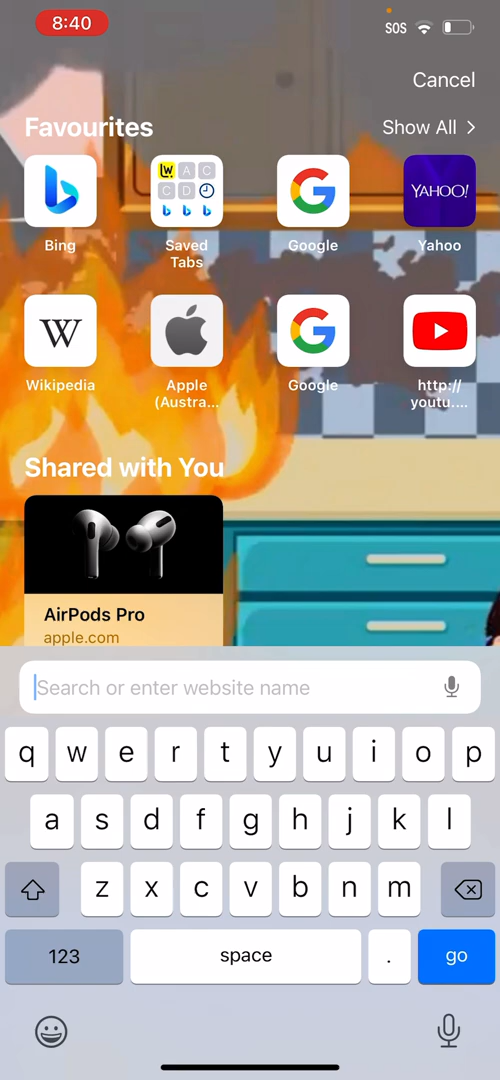 8:40
SOS
Cancel
Favourites
Show All
W A C
C D
YAHOO!
Bing
Saved
Tabs
Google
Yahoo
W
Wikipedia
Apple
(Austra...
Google
http://
youtu....
Shared with You
AirPods Pro
apple.com
Search or enter website name
q w e r t y u i o p
a s d f g h j k l
z x c v b n m
123 space . go